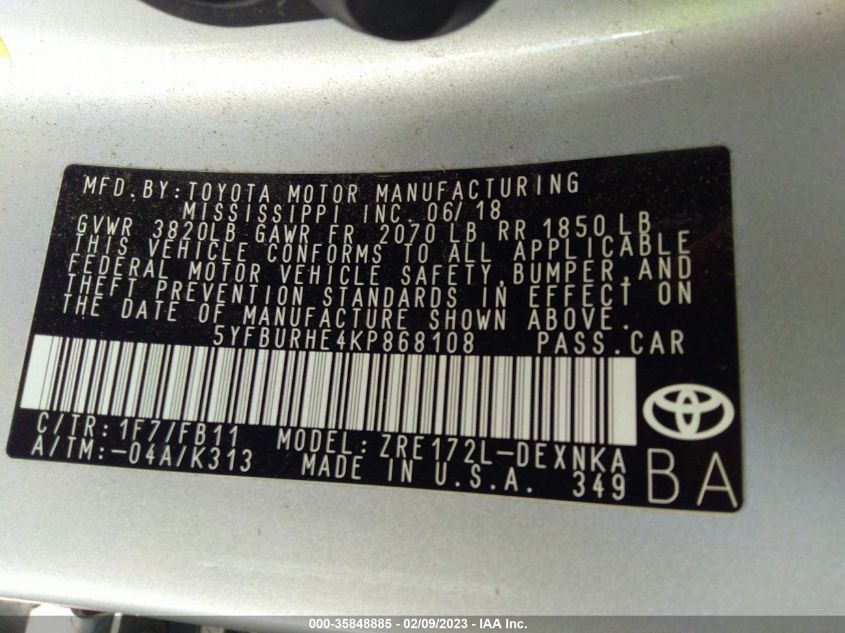 MFD.BY:TOYOTA MOTOR MANUFACTURING
MISSISSIPPI INC. 06/18
GVWR 3820LB GAWR FR 2070 LB RR 1850 LB
THIS VEHICLE CONFORMS TO ALL APPLICABLE
FEDERAL MOTOR VEHICLE SAFETY,BUMPER,AND
THEFT PREVENTION STANDARDS IN EFFECT ON
THE DATE OF MANUFACTURE SHOWN ABOVE.
5YFBURHE4KP868108 PASS.CAR
C/TR:1F7/FB11 MODEL:ZRE172L-DEXNKA
A/TM:-04A/K313 MADE IN U.S.A. 349
BA
000-35848885 - 02/09/2023 - IAA Inc.